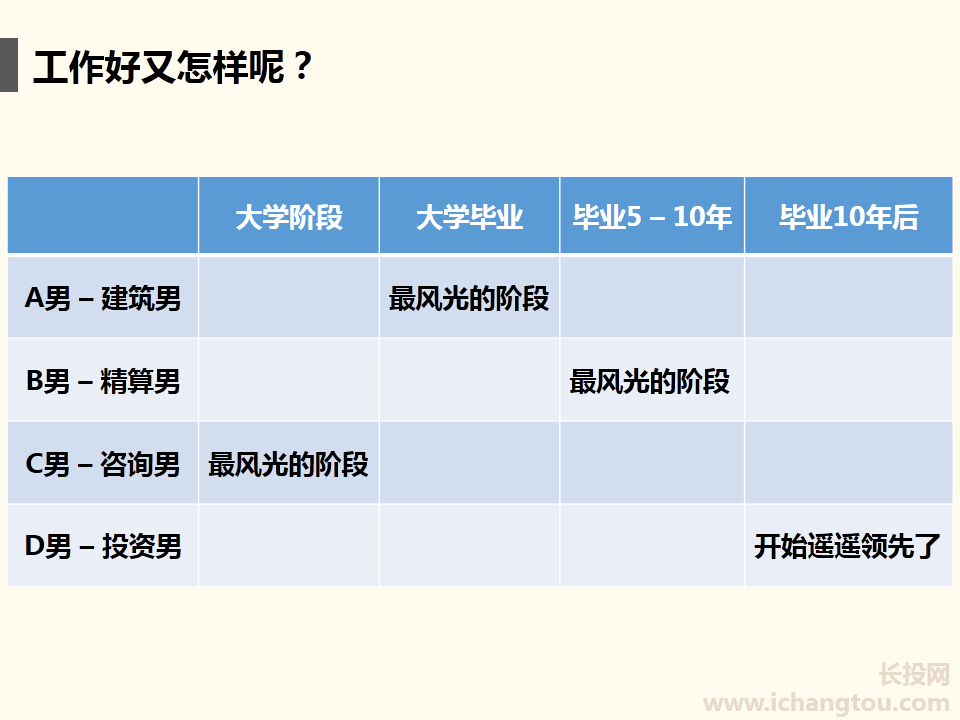 工作好又怎样呢？
大学阶段 大学毕业 毕业5 – 10年 毕业10年后
A男 – 建筑男 最风光的阶段
B男 – 精算男 最风光的阶段
C男 – 咨询男 最风光的阶段
D男 – 投资男 开始遥遥领先了
长投网
www.ichangtou.com